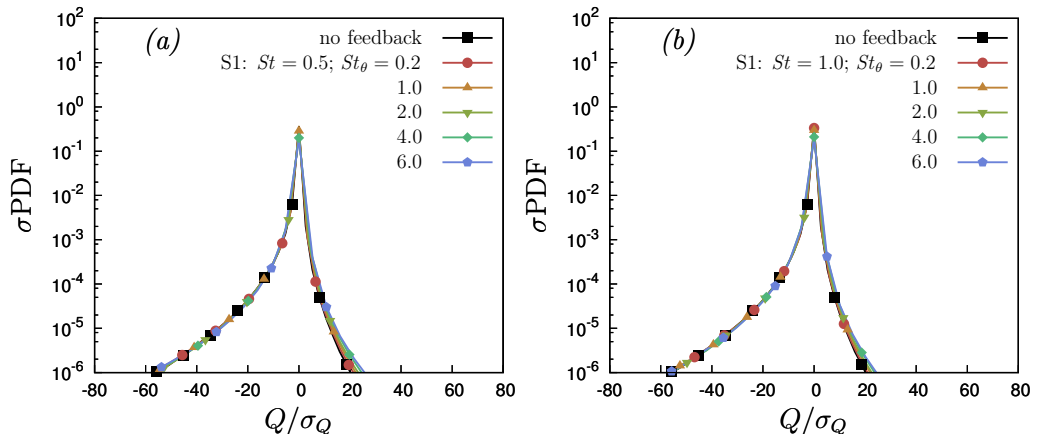 (a)
no feedback
S1: St = 0.5; Stθ = 0.2
1.0
2.0
4.0
6.0
10^2
10^1
10^0
10^-1
10^-2
10^-3
10^-4
10^-5
10^-6
σPDF
-80 -60 -40 -20 0 20 40 60 80
Q/σQ
(b)
no feedback
S1: St = 1.0; Stθ = 0.2
1.0
2.0
4.0
6.0
10^2
10^1
10^0
10^-1
10^-2
10^-3
10^-4
10^-5
10^-6
σPDF
-80 -60 -40 -20 0 20 40 60 80
Q/σQ